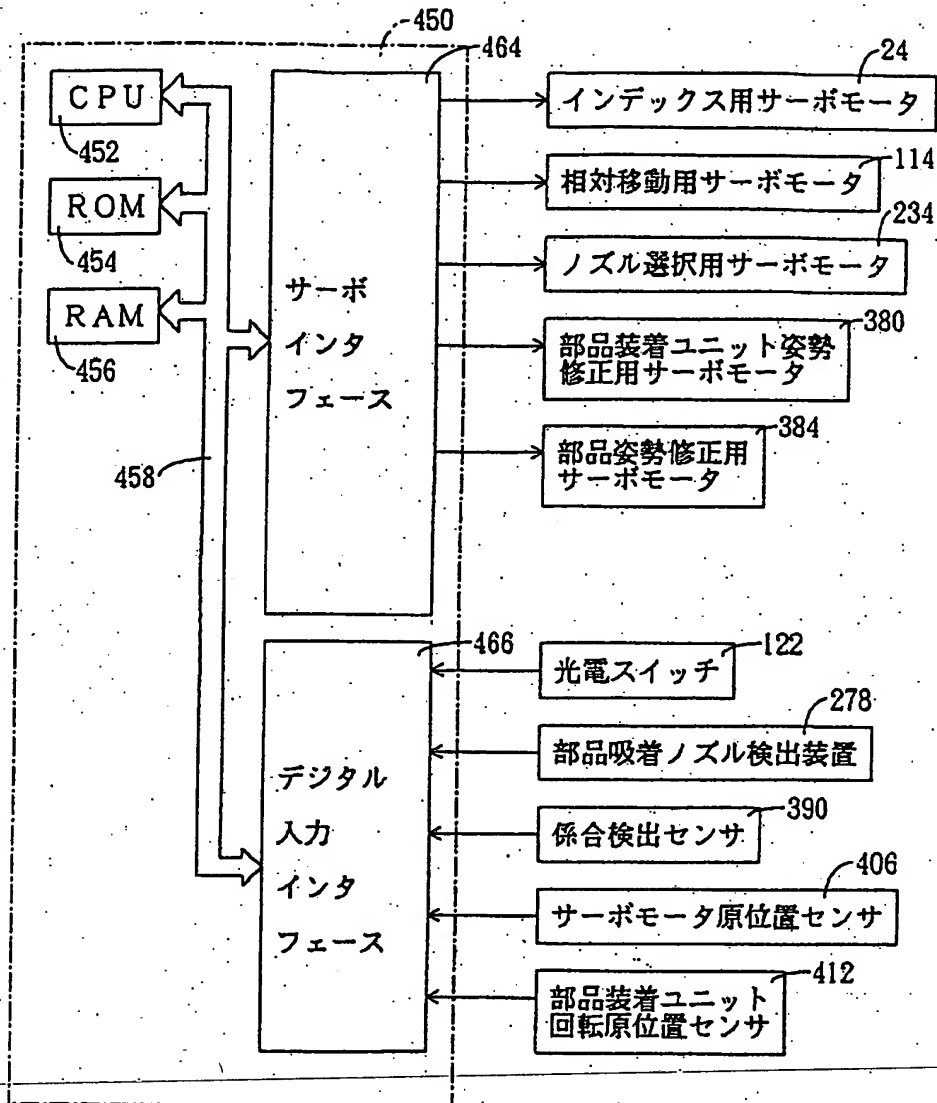 450
464
CPU
452
ROM
454
RAM
456
458
サーボ
インタ
フェース
24
インデックス用サーボモータ
114
相対移動用サーボモータ
234
ノズル選択用サーボモータ
380
部品装着ユニット姿勢
修正用サーボモータ
384
部品姿勢修正用
サーボモータ
466
デジタル
入力
インタ
フェース
122
光電スイッチ
278
部品吸着ノズル検出装置
390
係合検出センサ
406
サーボモータ原位置センサ
412
部品装着ユニット
回転原位置センサ